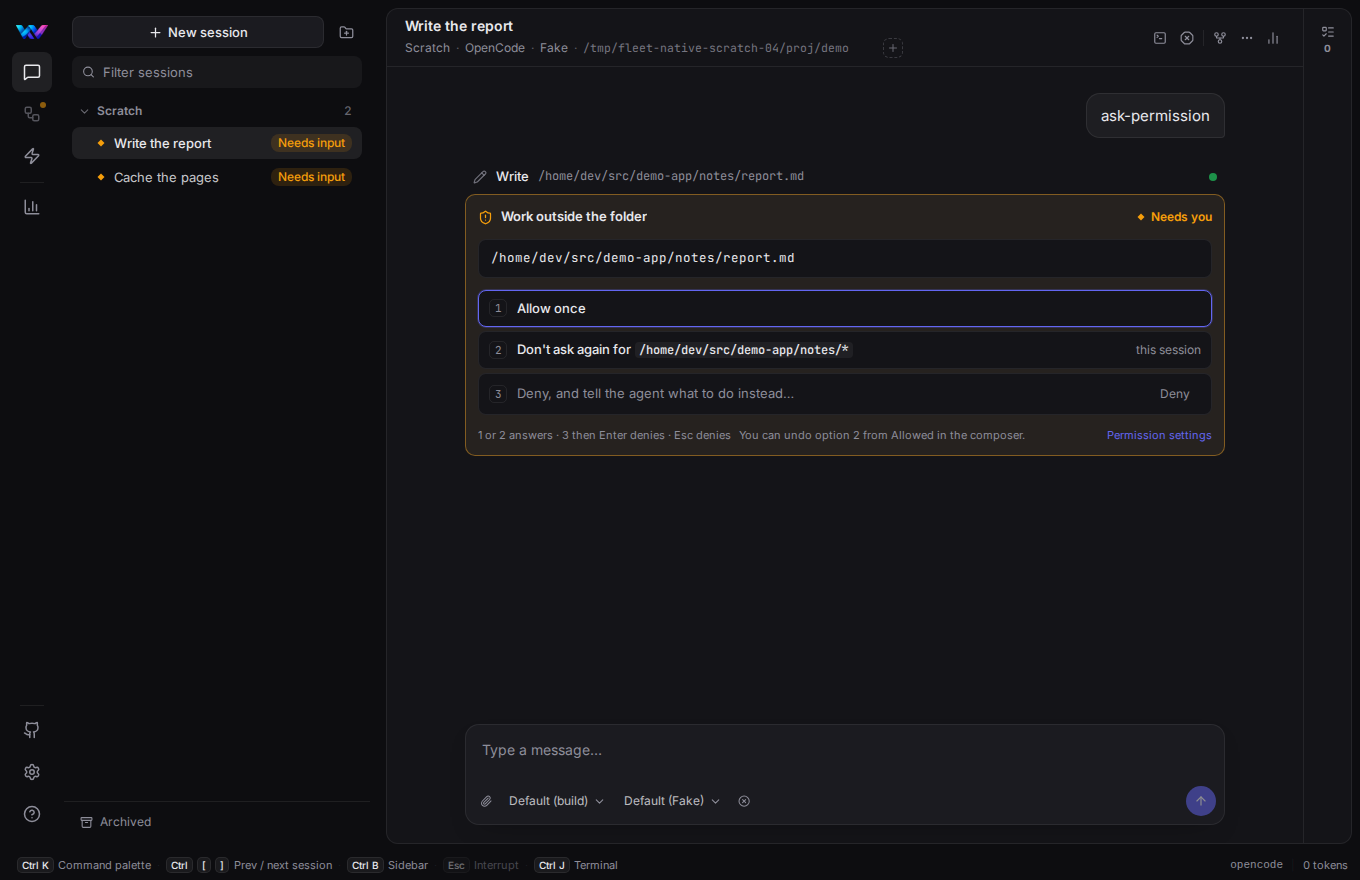 New session
Filter sessions
Scratch 2
Write the report Needs input
Cache the pages Needs input
Archived
Write the report
Scratch · OpenCode · Fake · /tmp/fleet-native-scratch-04/proj/demo
0
ask-permission
Write /home/dev/src/demo-app/notes/report.md
Work outside the folder Needs you
/home/dev/src/demo-app/notes/report.md
1 Allow once
2 Don't ask again for /home/dev/src/demo-app/notes/* this session
3 Deny, and tell the agent what to do instead... Deny
1 or 2 answers · 3 then Enter denies · Esc denies You can undo option 2 from Allowed in the composer. Permission settings
Type a message...
Default (build) Default (Fake)
Ctrl K Command palette Ctrl [ ] Prev / next session Ctrl B Sidebar Esc Interrupt Ctrl J Terminal opencode 0 tokens